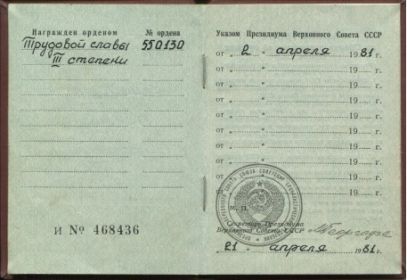 Награжден орденом № ордена
Трудовой славы 550130
III степени
И № 468436
Указом Президиума Верховного Совета СССР
от „ 2 “ апреля 1981 г.
от „ “ 19 г.
от „ “ 19 г.
от „ “ 19 г.
от „ “ 19 г.
от „ “ 19 г.
от „ “ 19 г.
от „ “ 19 г.
от „ 19 г.
М. П.
Секретарь Президиума
Верховного Совета СССР
21 апреля 1981 г.